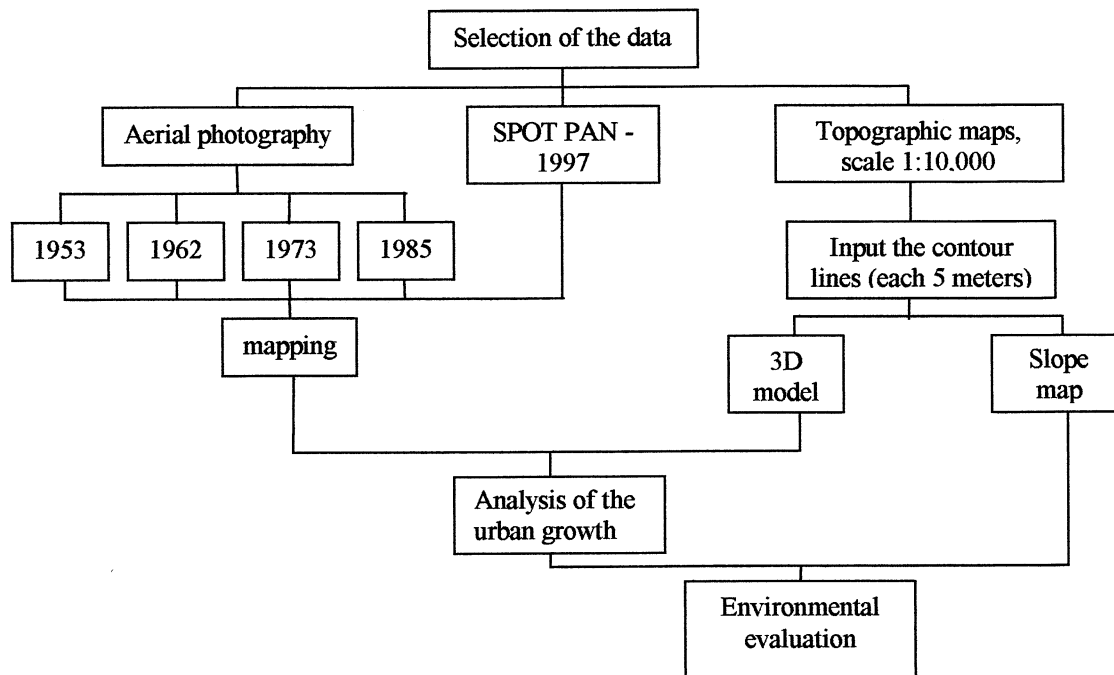 Selection of the data
Aerial photography
SPOT PAN -
1997
Topographic maps,
scale 1:10.000
1953
1962
1973
1985
Input the contour
lines (each 5 meters)
mapping
3D
model
Slope
map
Analysis of the
urban growth
Environmental
evaluation